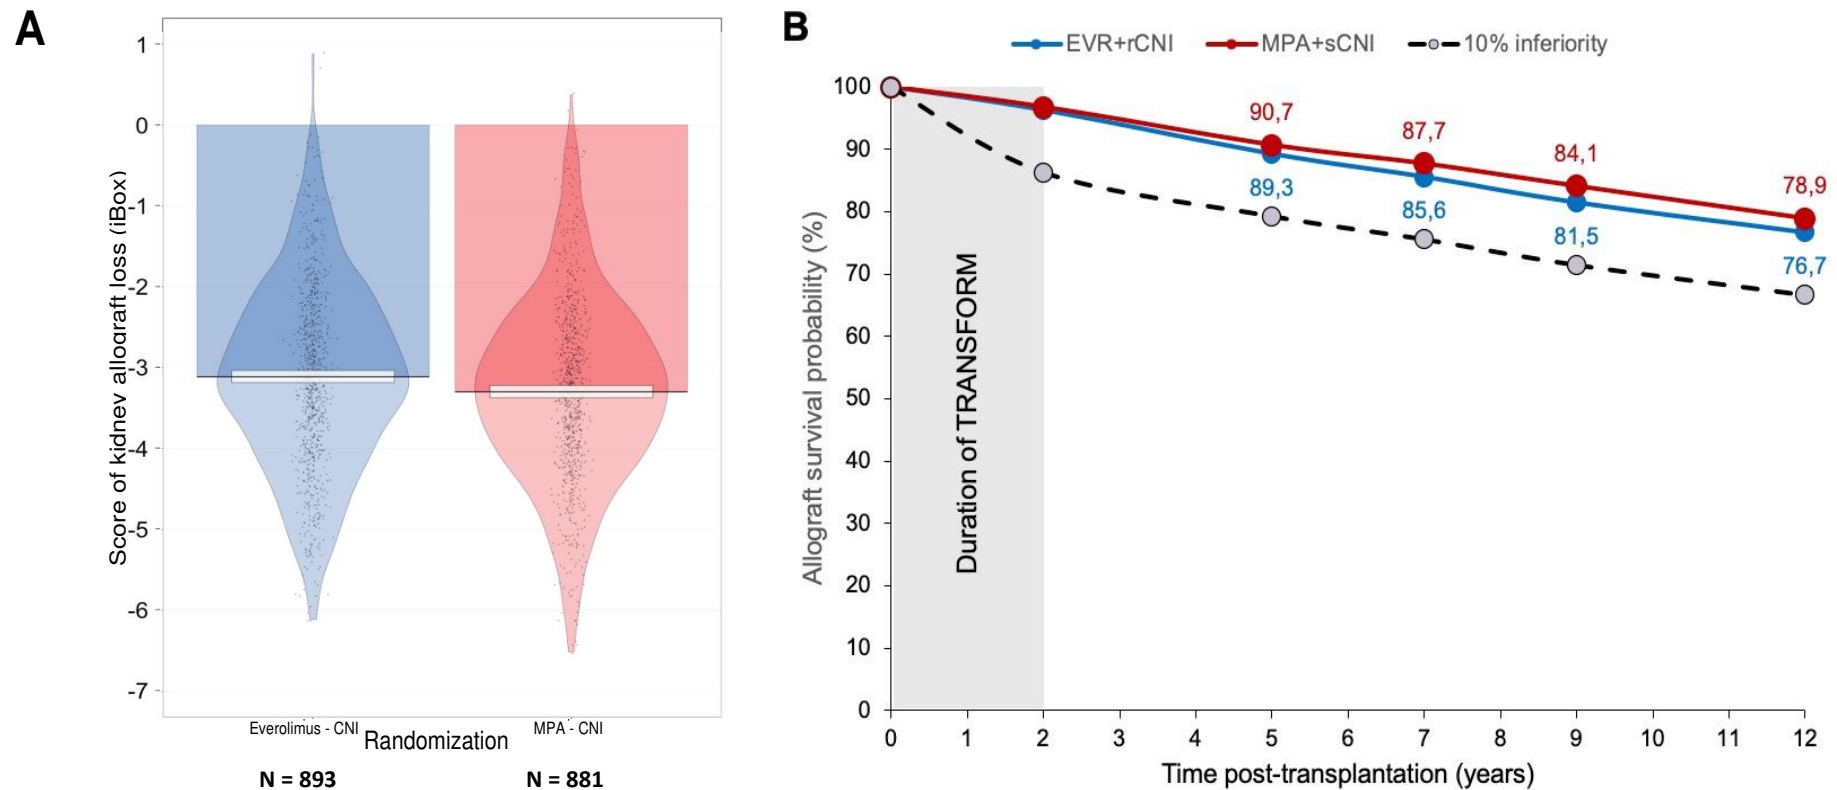 A
1
0
-1
-2
-3
-4
-5
-6
-7
Score of kidney allograft loss (iBox)
Everolimus - CNI
MPA - CNI
Randomization
N = 893
N = 881
B
EVR+rCNI
MPA+sCNI
10% inferiority
100
90
80
70
60
50
40
30
20
10
0
Allograft survival probability (%)
Duration of TRANSFORM
90,7
87,7
84,1
78,9
89,3
85,6
81,5
76,7
0 1 2 3 4 5 6 7 8 9 10 11 12
Time post-transplantation (years)